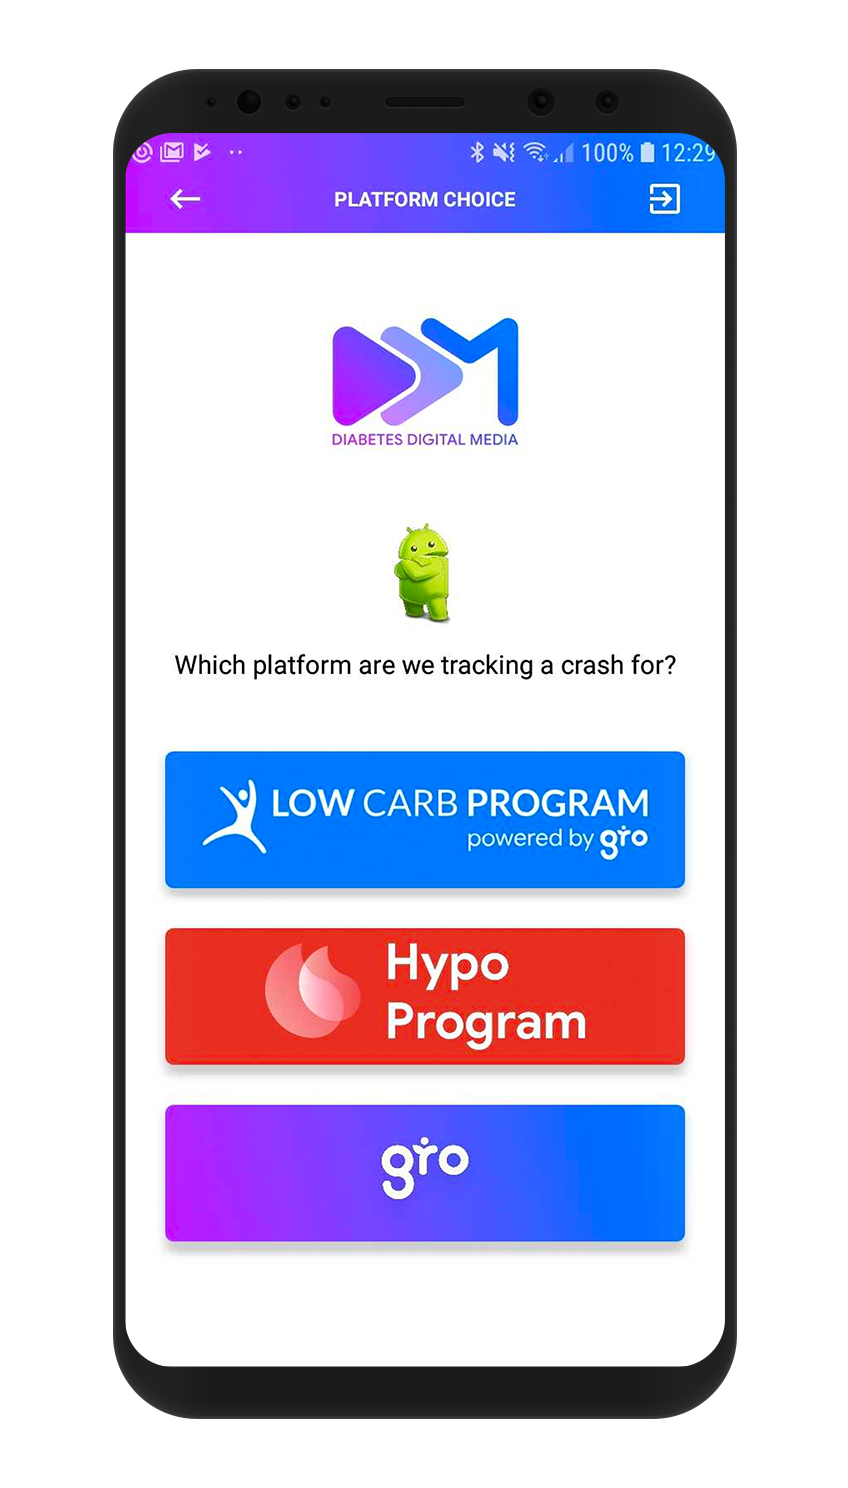 100% 12:29
PLATFORM CHOICE
DIABETES DIGITAL MEDIA
Which platform are we tracking a crash for?
LOW CARB PROGRAM
powered by gro
Hypo
Program
gro